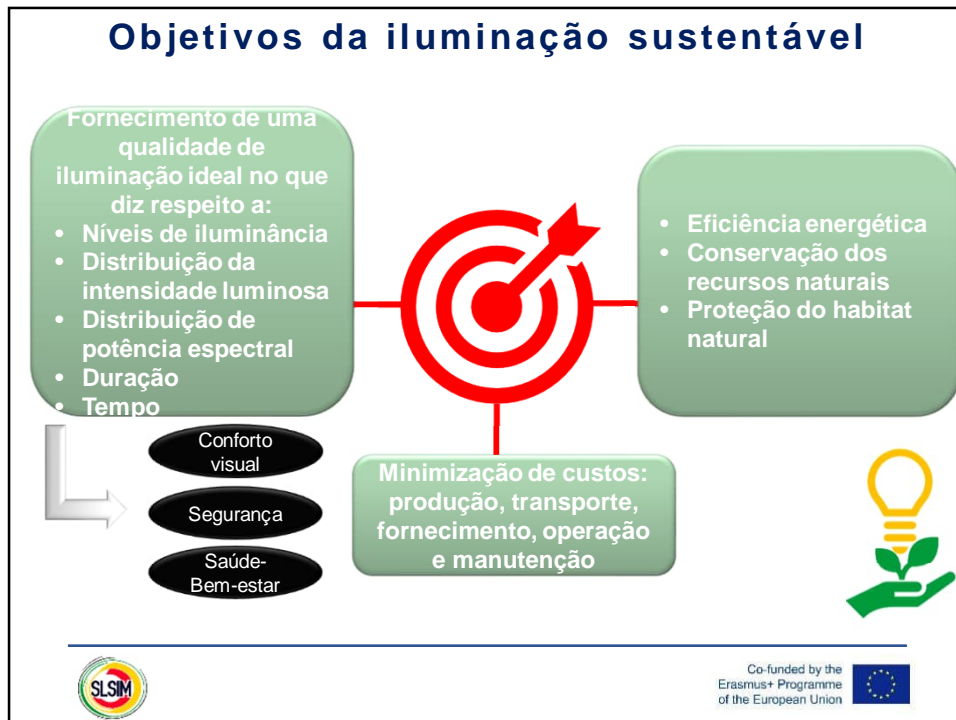 Objetivos da iluminação sustentável
Fornecimento de uma
qualidade de
iluminação ideal no que
diz respeito a:
• Níveis de iluminância
• Distribuição da
intensidade luminosa
• Distribuição de
potência espectral
• Duração
• Tempo
• Eficiência energética
• Conservação dos
recursos naturais
• Proteção do habitat
natural
Conforto
visual
Segurança
Saúde-
Bem-estar
Minimização de custos:
produção, transporte,
fornecimento, operação
e manutenção
SLSIM
Co-funded by the
Erasmus+ Programme
of the European Union